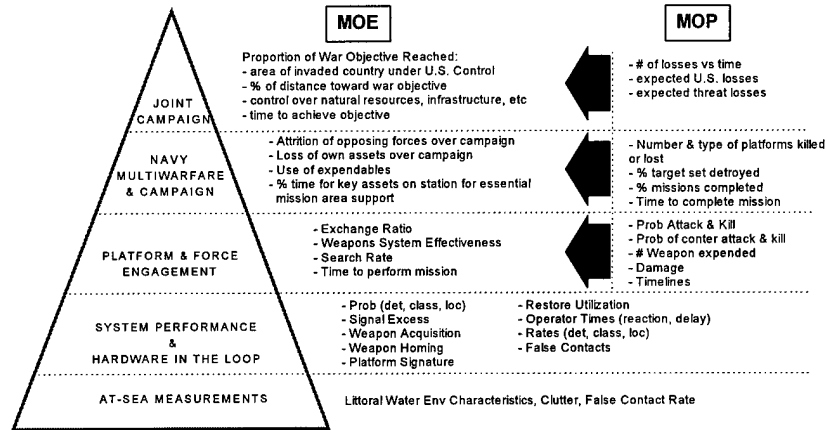 MOE
MOP
Proportion of War Objective Reached:
- area of invaded country under U.S. Control
- % of distance toward war objective
- control over natural resources, infrastructure, etc
- time to achieve objective
- # of losses vs time
- expected U.S. losses
- expected threat losses
JOINT
CAMPAIGN
- Attrition of opposing forces over campaign
- Loss of own assets over campaign
- Use of expendables
- % time for key assets on station for essential
mission area support
- Number & type of platforms killed
or lost
- % target set detroyed
- % missions completed
- Time to complete mission
NAVY
MULTIWARFARE
& CAMPAIGN
- Exchange Ratio
- Weapons System Effectiveness
- Search Rate
- Time to perform mission
- Prob Attack & Kill
- Prob of conter attack & kill
- # Weapon expended
- Damage
- Timelines
PLATFORM & FORCE
ENGAGEMENT
- Prob (det, class, loc)
- Signal Excess
- Weapon Acquisition
- Weapon Homing
- Platform Signature
- Restore Utilization
- Operator Times (reaction, delay)
- Rates (det, class, loc)
- False Contacts
SYSTEM PERFORMANCE
&
HARDWARE IN THE LOOP
AT-SEA MEASUREMENTS
Littoral Water Env Characteristics, Clutter, False Contact Rate